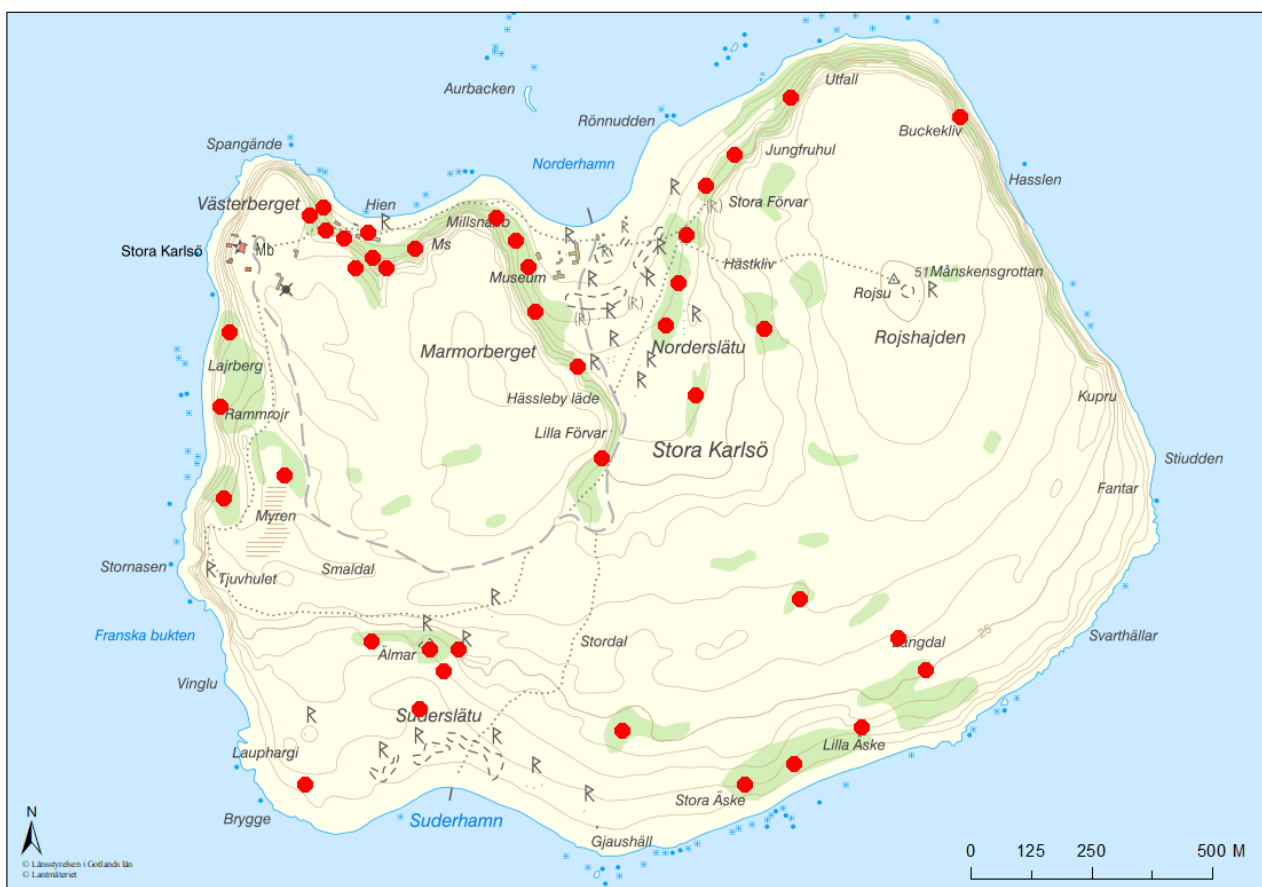 Utfall
Aurbacken
Rönnudden
Buckekliv
Spangände
Jungfruhul
Norderhamn
Hasslen
Västerberget
Hien
Millsnabb
Stora Förvar
(R)
Stora Karlsö
Mb
Ms
Museum
Hästkliv
51
Månskensgrottan
Rojsu
(R)
(R)
Rojshajden
Norderslätu
Marmorberget
Lajrberg
Hässleby läde
Kupru
Rammrojr
Lilla Förvar
Stora Karlsö
Stiudden
Fantar
Myren
Stornasen
Tjuvhulet
Smaldal
Franska bukten
Älmar
Stordal
Långdal
25
Svarthällar
Vinglu
Suderslätu
Lauphargi
Lilla Äske
Stora Äske
Brygge
Suderhamn
Gjaushäll
N
© Länsstyrelsen i Gotlands län
© Lantmäteriet
0 125 250 500 M